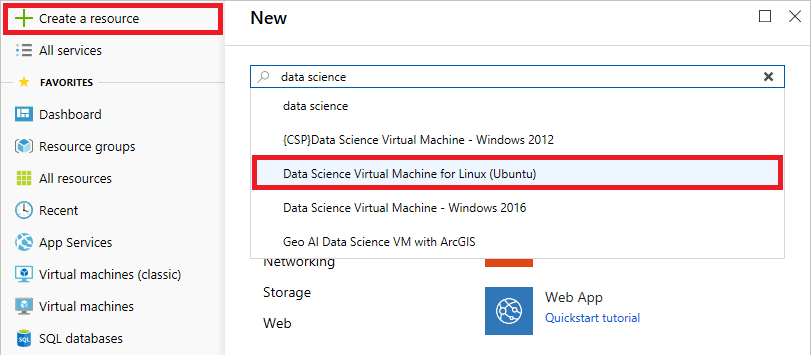 Create a resource
All services
FAVORITES
Dashboard
Resource groups
All resources
Recent
App Services
Virtual machines (classic)
Virtual machines
SQL databases
New
data science
data science
{CSP}Data Science Virtual Machine - Windows 2012
Data Science Virtual Machine for Linux (Ubuntu)
Data Science Virtual Machine - Windows 2016
Geo AI Data Science VM with ArcGIS
Networking
Storage
Web
Web App
Quickstart tutorial